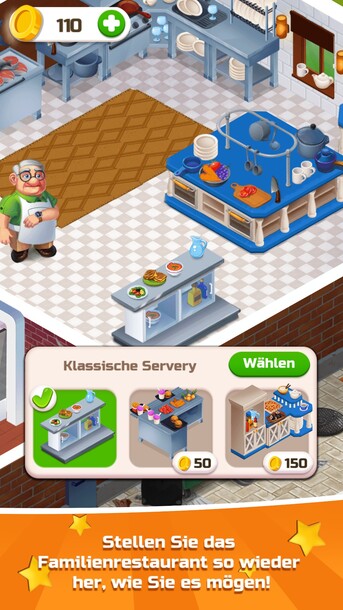 110
Klassische Servery
Wählen
50
150
Stellen Sie das
Familienrestaurant so wieder
her, wie Sie es mögen!